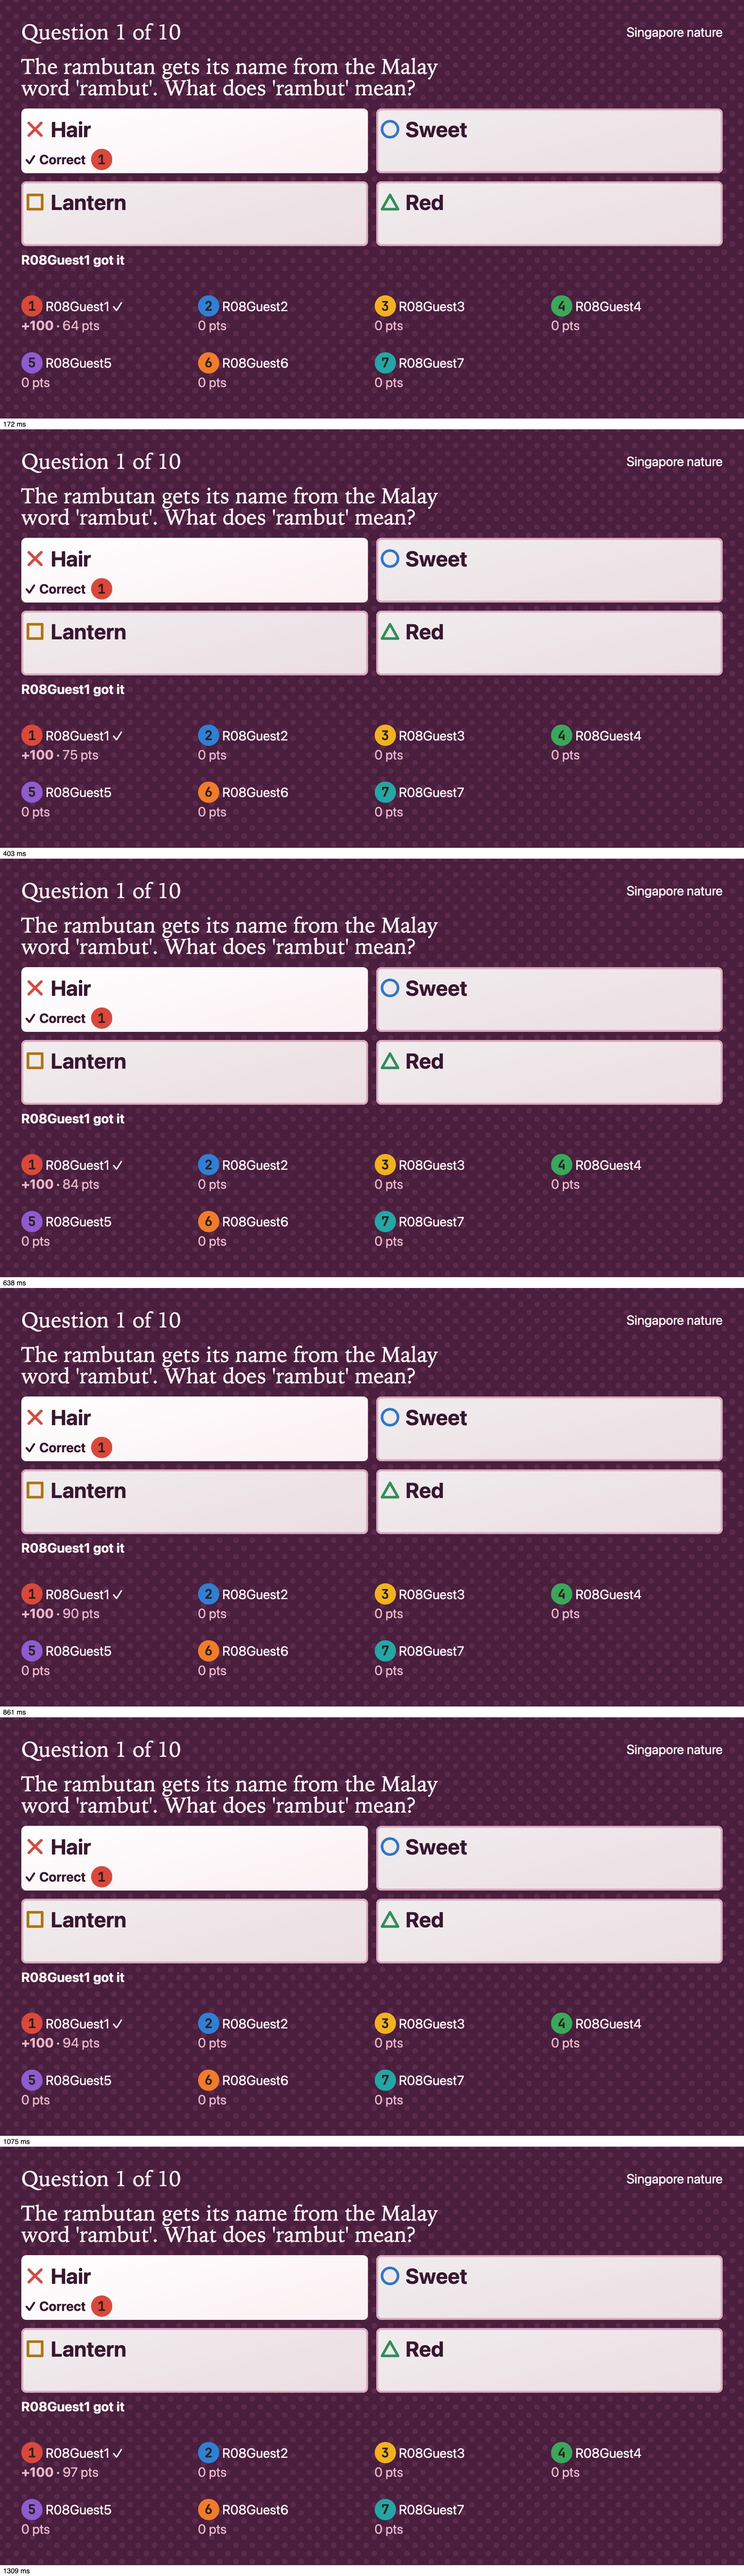 Question 1 of 10
Singapore nature
The rambutan gets its name from the Malay
word 'rambut'. What does 'rambut' mean?
Hair
Sweet
✓ Correct 1
Lantern
Red
R08Guest1 got it
1 R08Guest1 ✓
2 R08Guest2
3 R08Guest3
4 R08Guest4
+100 · 64 pts
0 pts
0 pts
0 pts
5 R08Guest5
6 R08Guest6
7 R08Guest7
0 pts
0 pts
0 pts
172 ms
Question 1 of 10
Singapore nature
The rambutan gets its name from the Malay
word 'rambut'. What does 'rambut' mean?
Hair
Sweet
✓ Correct 1
Lantern
Red
R08Guest1 got it
1 R08Guest1 ✓
2 R08Guest2
3 R08Guest3
4 R08Guest4
+100 · 75 pts
0 pts
0 pts
0 pts
5 R08Guest5
6 R08Guest6
7 R08Guest7
0 pts
0 pts
0 pts
403 ms
Question 1 of 10
Singapore nature
The rambutan gets its name from the Malay
word 'rambut'. What does 'rambut' mean?
Hair
Sweet
✓ Correct 1
Lantern
Red
R08Guest1 got it
1 R08Guest1 ✓
2 R08Guest2
3 R08Guest3
4 R08Guest4
+100 · 84 pts
0 pts
0 pts
0 pts
5 R08Guest5
6 R08Guest6
7 R08Guest7
0 pts
0 pts
0 pts
638 ms
Question 1 of 10
Singapore nature
The rambutan gets its name from the Malay
word 'rambut'. What does 'rambut' mean?
Hair
Sweet
✓ Correct 1
Lantern
Red
R08Guest1 got it
1 R08Guest1 ✓
2 R08Guest2
3 R08Guest3
4 R08Guest4
+100 · 90 pts
0 pts
0 pts
0 pts
5 R08Guest5
6 R08Guest6
7 R08Guest7
0 pts
0 pts
0 pts
861 ms
Question 1 of 10
Singapore nature
The rambutan gets its name from the Malay
word 'rambut'. What does 'rambut' mean?
Hair
Sweet
✓ Correct 1
Lantern
Red
R08Guest1 got it
1 R08Guest1 ✓
2 R08Guest2
3 R08Guest3
4 R08Guest4
+100 · 94 pts
0 pts
0 pts
0 pts
5 R08Guest5
6 R08Guest6
7 R08Guest7
0 pts
0 pts
0 pts
1075 ms
Question 1 of 10
Singapore nature
The rambutan gets its name from the Malay
word 'rambut'. What does 'rambut' mean?
Hair
Sweet
✓ Correct 1
Lantern
Red
R08Guest1 got it
1 R08Guest1 ✓
2 R08Guest2
3 R08Guest3
4 R08Guest4
+100 · 97 pts
0 pts
0 pts
0 pts
5 R08Guest5
6 R08Guest6
7 R08Guest7
0 pts
0 pts
0 pts
1309 ms